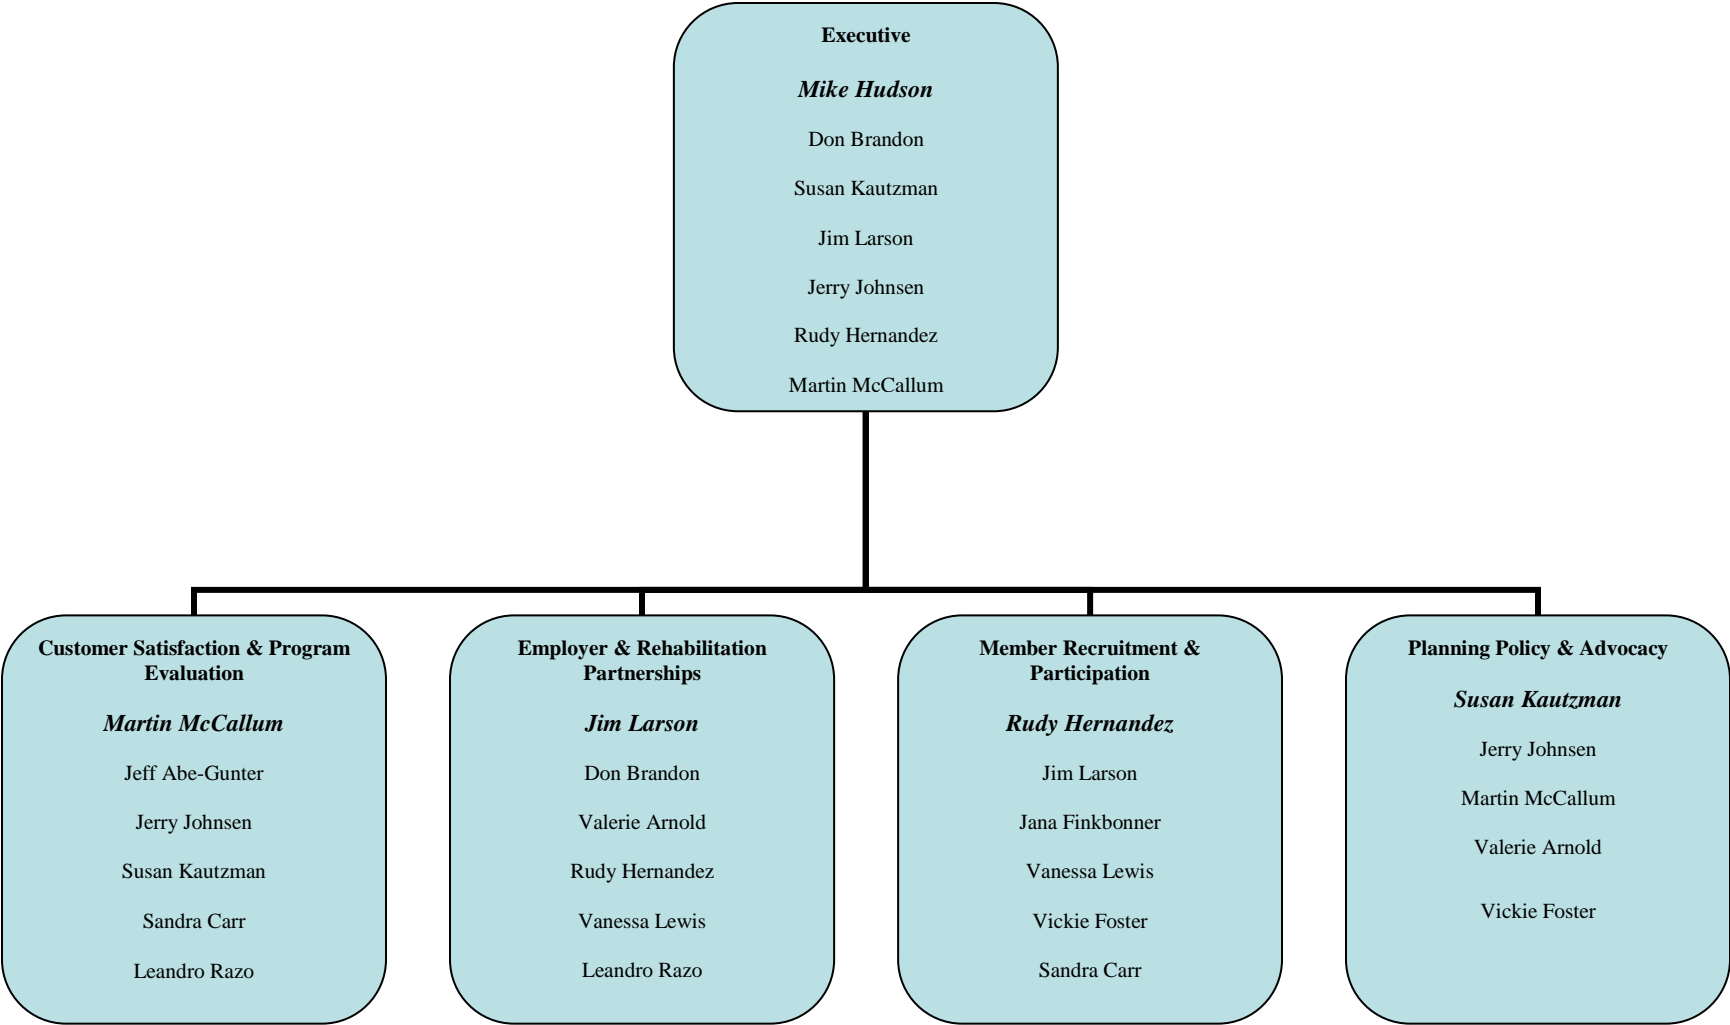 Executive
Mike Hudson
Don Brandon
Susan Kautzman
Jim Larson
Jerry Johnsen
Rudy Hernandez
Martin McCallum
Customer Satisfaction & Program
Evaluation
Martin McCallum
Jeff Abe-Gunter
Jerry Johnsen
Susan Kautzman
Sandra Carr
Leandro Razo
Employer & Rehabilitation
Partnerships
Jim Larson
Don Brandon
Valerie Arnold
Rudy Hernandez
Vanessa Lewis
Leandro Razo
Member Recruitment &
Participation
Rudy Hernandez
Jim Larson
Jana Finkbonner
Vanessa Lewis
Vickie Foster
Sandra Carr
Planning Policy & Advocacy
Susan Kautzman
Jerry Johnsen
Martin McCallum
Valerie Arnold
Vickie Foster